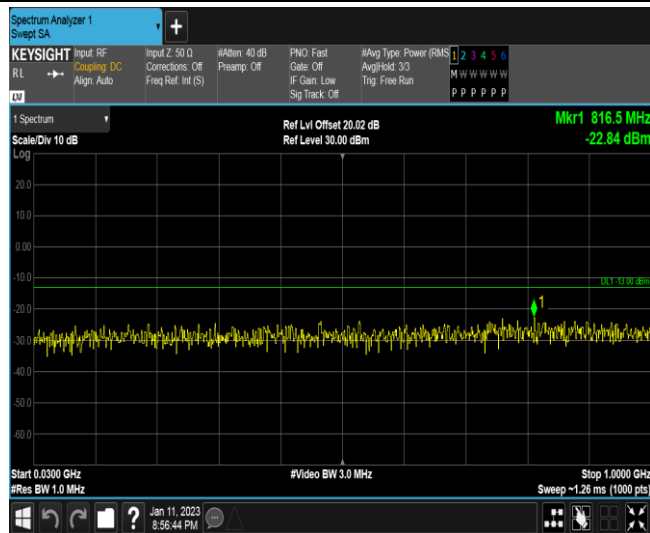 Spectrum Analyzer 1
Swept SA
+
KEYSIGHT
RL
LXI
Input: RF
Coupling: DC
Align: Auto
Input Z: 50 Ω
Corrections: Off
Freq Ref: Int (S)
#Atten: 40 dB
Preamp: Off
PNO: Fast
Gate: Off
IF Gain: Low
Sig Track: Off
#Avg Type: Power (RMS
Avg|Hold: 3/3
Trig: Free Run
1 2 3 4 5 6
M W W W W W
P P P P P P
1 Spectrum
Scale/Div 10 dB
Log
Ref Lvl Offset 20.02 dB
Ref Level 30.00 dBm
Mkr1 816.5 MHz
-22.84 dBm
20.0
10.0
0.00
-10.0
-20.0
-30.0
-40.0
-50.0
-60.0
DL1 -13.00 dBm
1
Start 0.0300 GHz
#Res BW 1.0 MHz
#Video BW 3.0 MHz
Stop 1.0000 GHz
Sweep ~1.26 ms (1000 pts)
?
Jan 11, 2023
8:56:44 PM